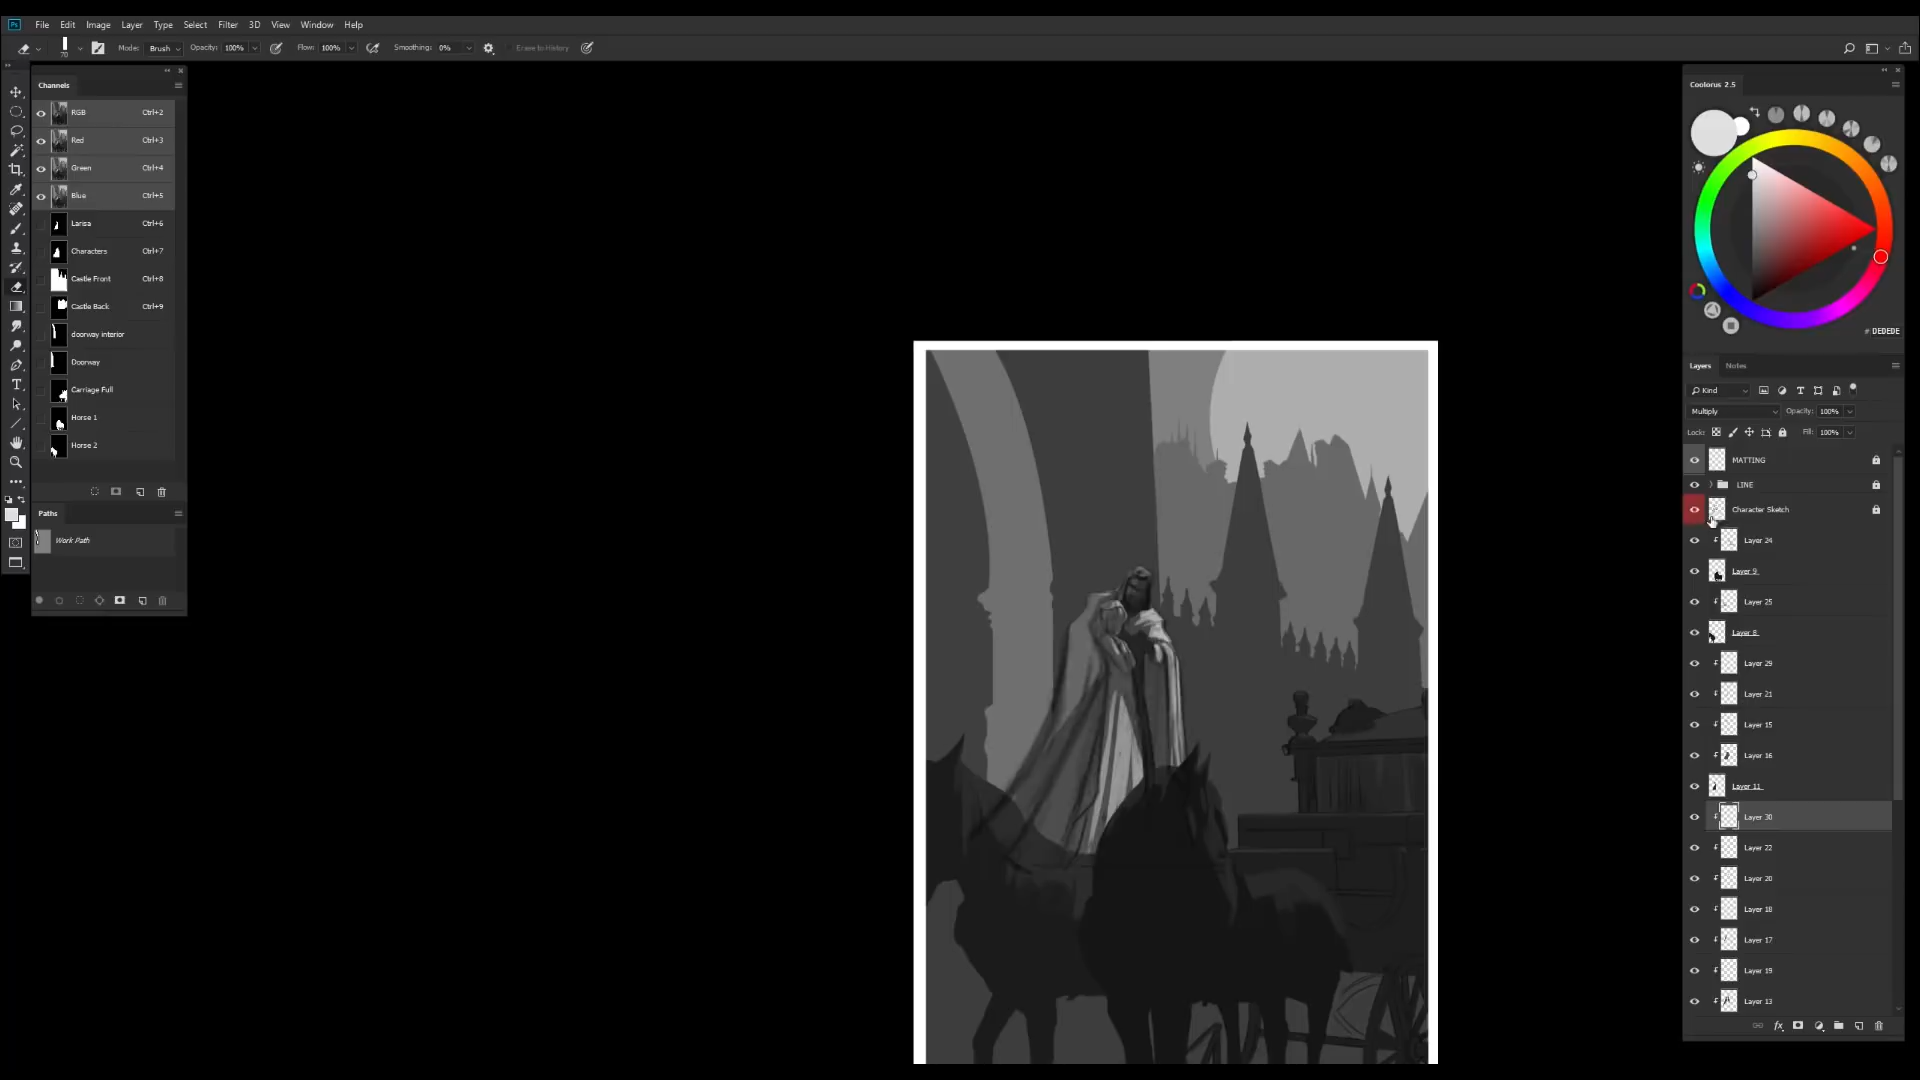 Ps File Edit Image Layer Type Select Filter 3D View Window Help
70 Mode: Brush Opacity: 100% Flow: 100% Smoothing: 0% Erase to History
Channels
RGB Ctrl+2
Red Ctrl+3
Green Ctrl+4
Blue Ctrl+5
Larisa Ctrl+6
Characters Ctrl+7
Castle Front Ctrl+8
Castle Back Ctrl+9
doorway interior
Doorway
Carriage Full
Horse 1
Horse 2
Paths
Work Path
Coolorus 2.5
# DEDEDE
Layers Notes
Kind
Multiply Opacity: 100%
Lock: Fill: 100%
MATTING
LINE
Character Sketch
Layer 24
Layer 9
Layer 25
Layer 8
Layer 29
Layer 21
Layer 15
Layer 16
Layer 11
Layer 30
Layer 22
Layer 20
Layer 18
Layer 17
Layer 19
Layer 13